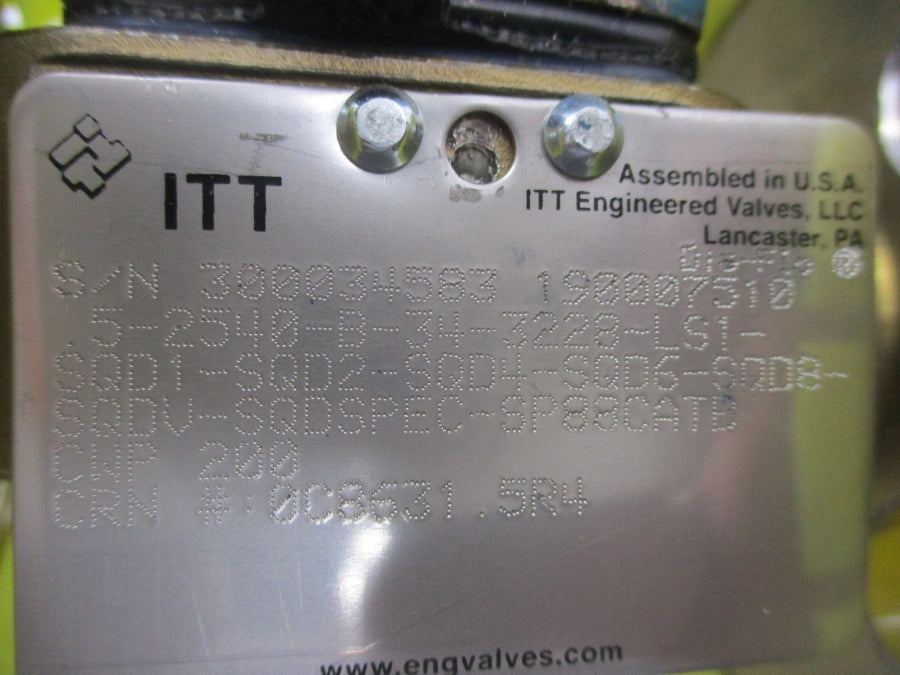 ITT
Assembled in U.S.A.
ITT Engineered Valves, LLC
Lancaster, PA
Dia-Flo ®
S/N 300034583 190007510
.5-2540-B-34-3228-LS1-
SQD1-SQD2-SQD4-SQD6-SQD8-
SQDV-SQDSPEC-SP88CATB
CWP 200
CRN #:0C8631.5R4
www.engvalves.com